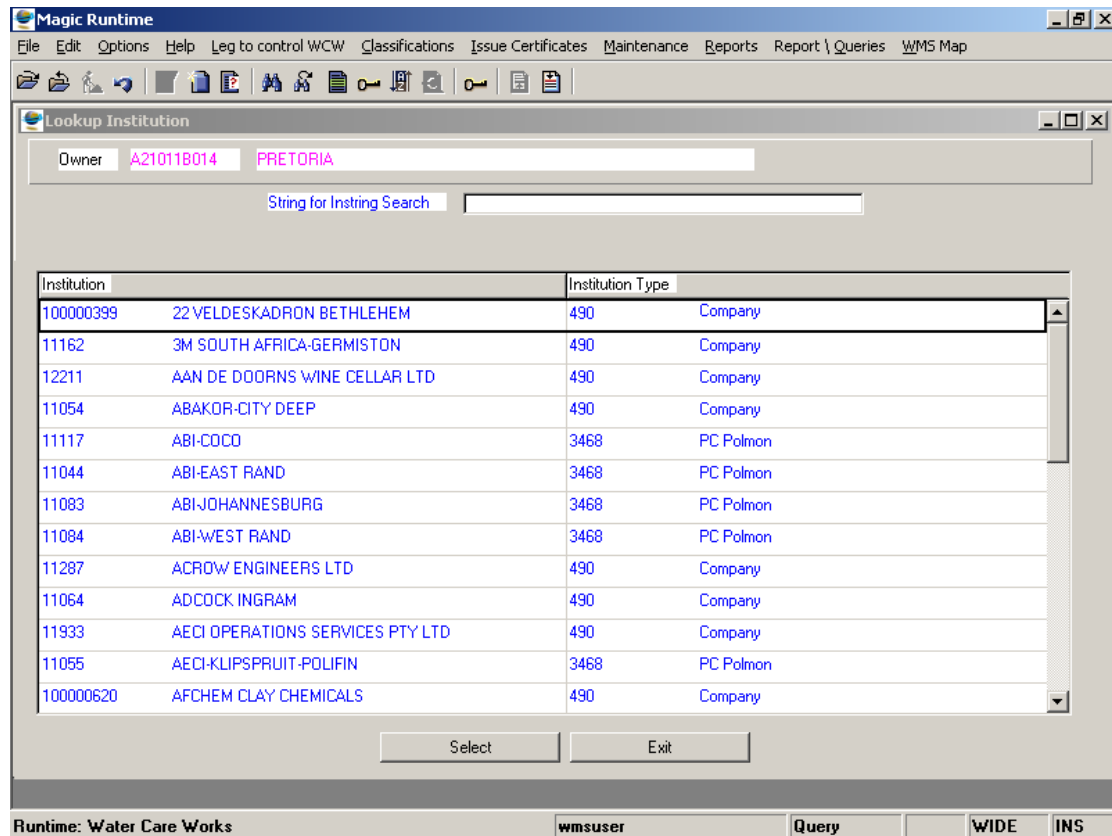 Magic Runtime
File Edit Options Help Leg to control WCW Classifications Issue Certificates Maintenance Reports Report \ Queries WMS Map
Lookup Institution
Owner A21011B014 PRETORIA
String for Instring Search
Institution Institution Type
100000399 22 VELDESKADRON BETHLEHEM 490 Company
11162 3M SOUTH AFRICA-GERMISTON 490 Company
12211 AAN DE DOORNS WINE CELLAR LTD 490 Company
11054 ABAKOR-CITY DEEP 490 Company
11117 ABI-COCO 3468 PC Polmon
11044 ABI-EAST RAND 3468 PC Polmon
11083 ABI-JOHANNESBURG 3468 PC Polmon
11084 ABI-WEST RAND 3468 PC Polmon
11287 ACROW ENGINEERS LTD 490 Company
11064 ADCOCK INGRAM 490 Company
11933 AECI OPERATIONS SERVICES PTY LTD 490 Company
11055 AECI-KLIPSPRUIT-POLIFIN 3468 PC Polmon
100000620 AFCHEM CLAY CHEMICALS 490 Company
Select Exit
Runtime: Water Care Works wmsuser Query WIDE INS